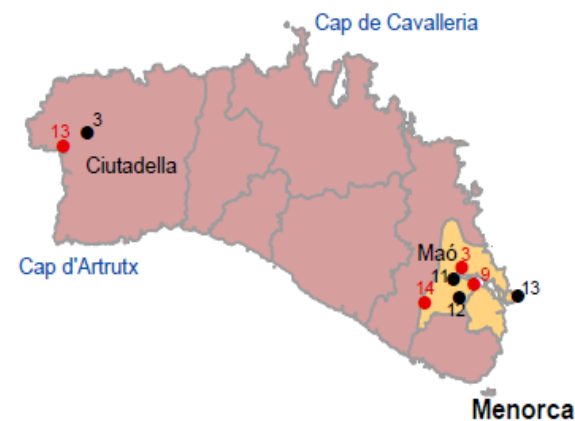 Cap de Cavalleria
3
13
Ciutadella
Maó
3
Cap d'Artrutx
11
9
13
14
12
Menorca